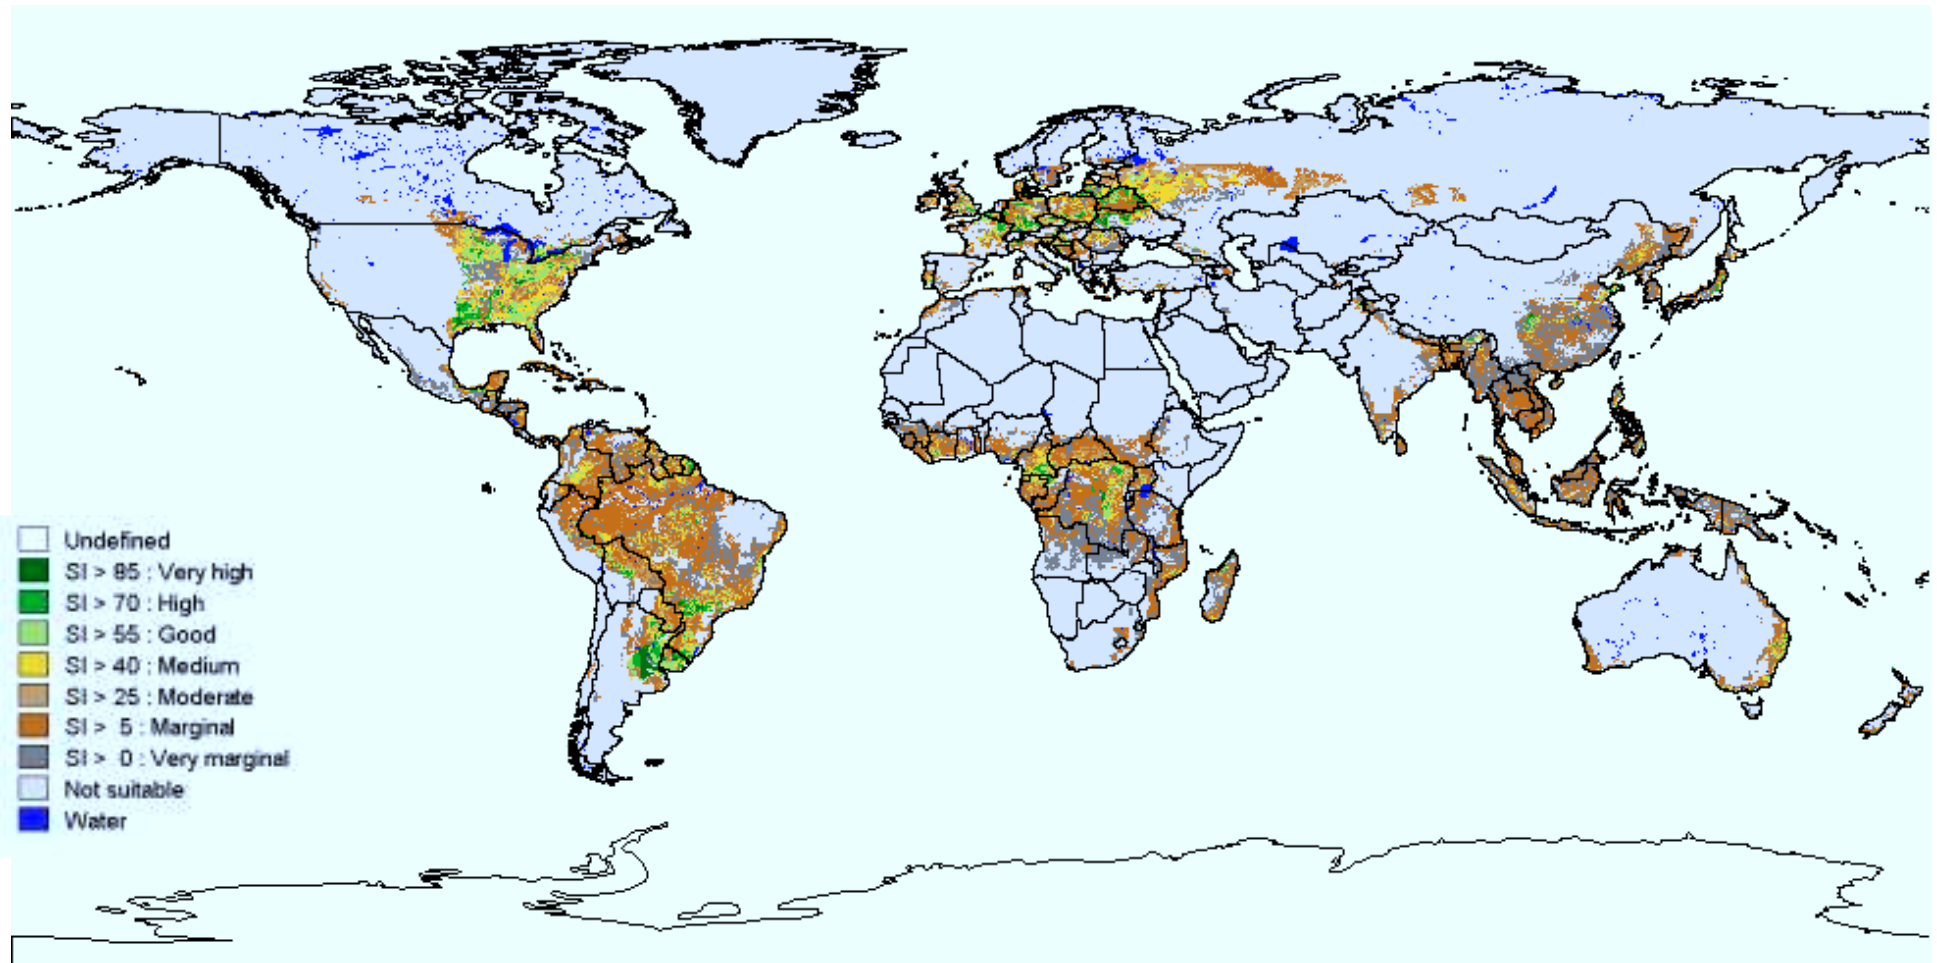 Undefined
SI > 85 : Very high
SI > 70 : High
SI > 55 : Good
SI > 40 : Medium
SI > 25 : Moderate
SI > 5 : Marginal
SI > 0 : Very marginal
Not suitable
Water